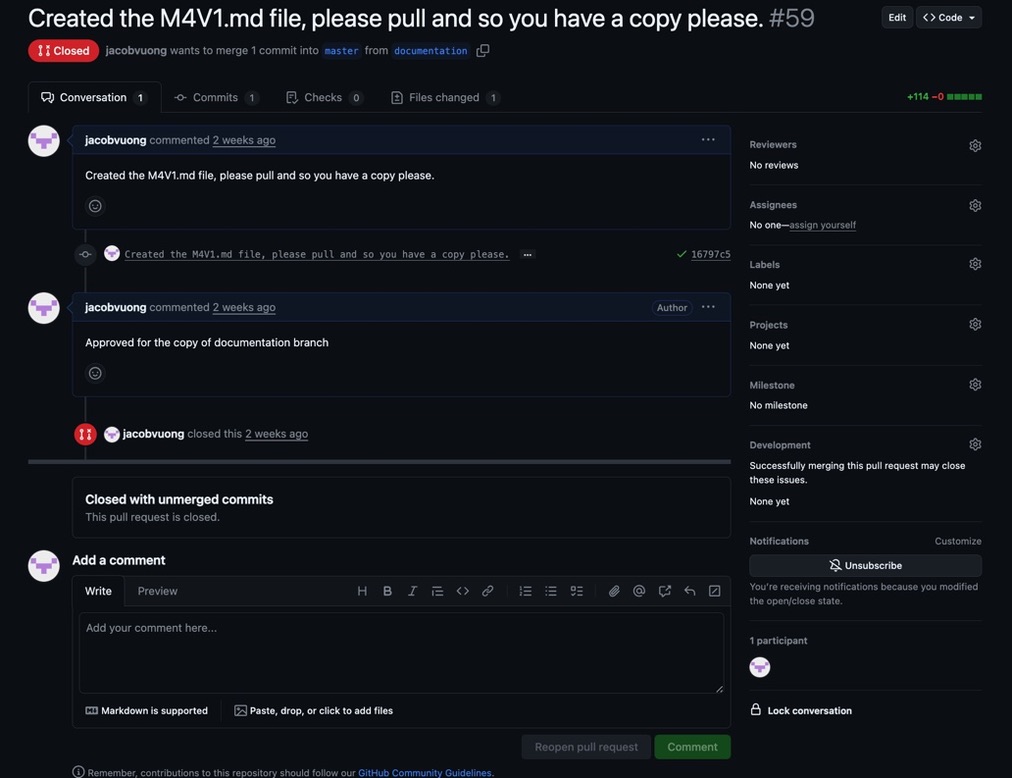 Created the M4V1.md file, please pull and so you have a copy please. #59
Edit
<> Code
Closed
jacobvuong wants to merge 1 commit into master from documentation
Conversation 1
Commits 1
Checks 0
Files changed 1
+114 −0
jacobvuong commented 2 weeks ago
Created the M4V1.md file, please pull and so you have a copy please.
Created the M4V1.md file, please pull and so you have a copy please. …
16797c5
jacobvuong commented 2 weeks ago
Author
Approved for the copy of documentation branch
jacobvuong closed this 2 weeks ago
Closed with unmerged commits
This pull request is closed.
Add a comment
Write
Preview
Add your comment here...
Markdown is supported
Paste, drop, or click to add files
Reopen pull request
Comment
Remember, contributions to this repository should follow our GitHub Community Guidelines.
Reviewers
No reviews
Assignees
No one—assign yourself
Labels
None yet
Projects
None yet
Milestone
No milestone
Development
Successfully merging this pull request may close
these issues.
None yet
Notifications
Customize
Unsubscribe
You're receiving notifications because you modified
the open/close state.
1 participant
Lock conversation